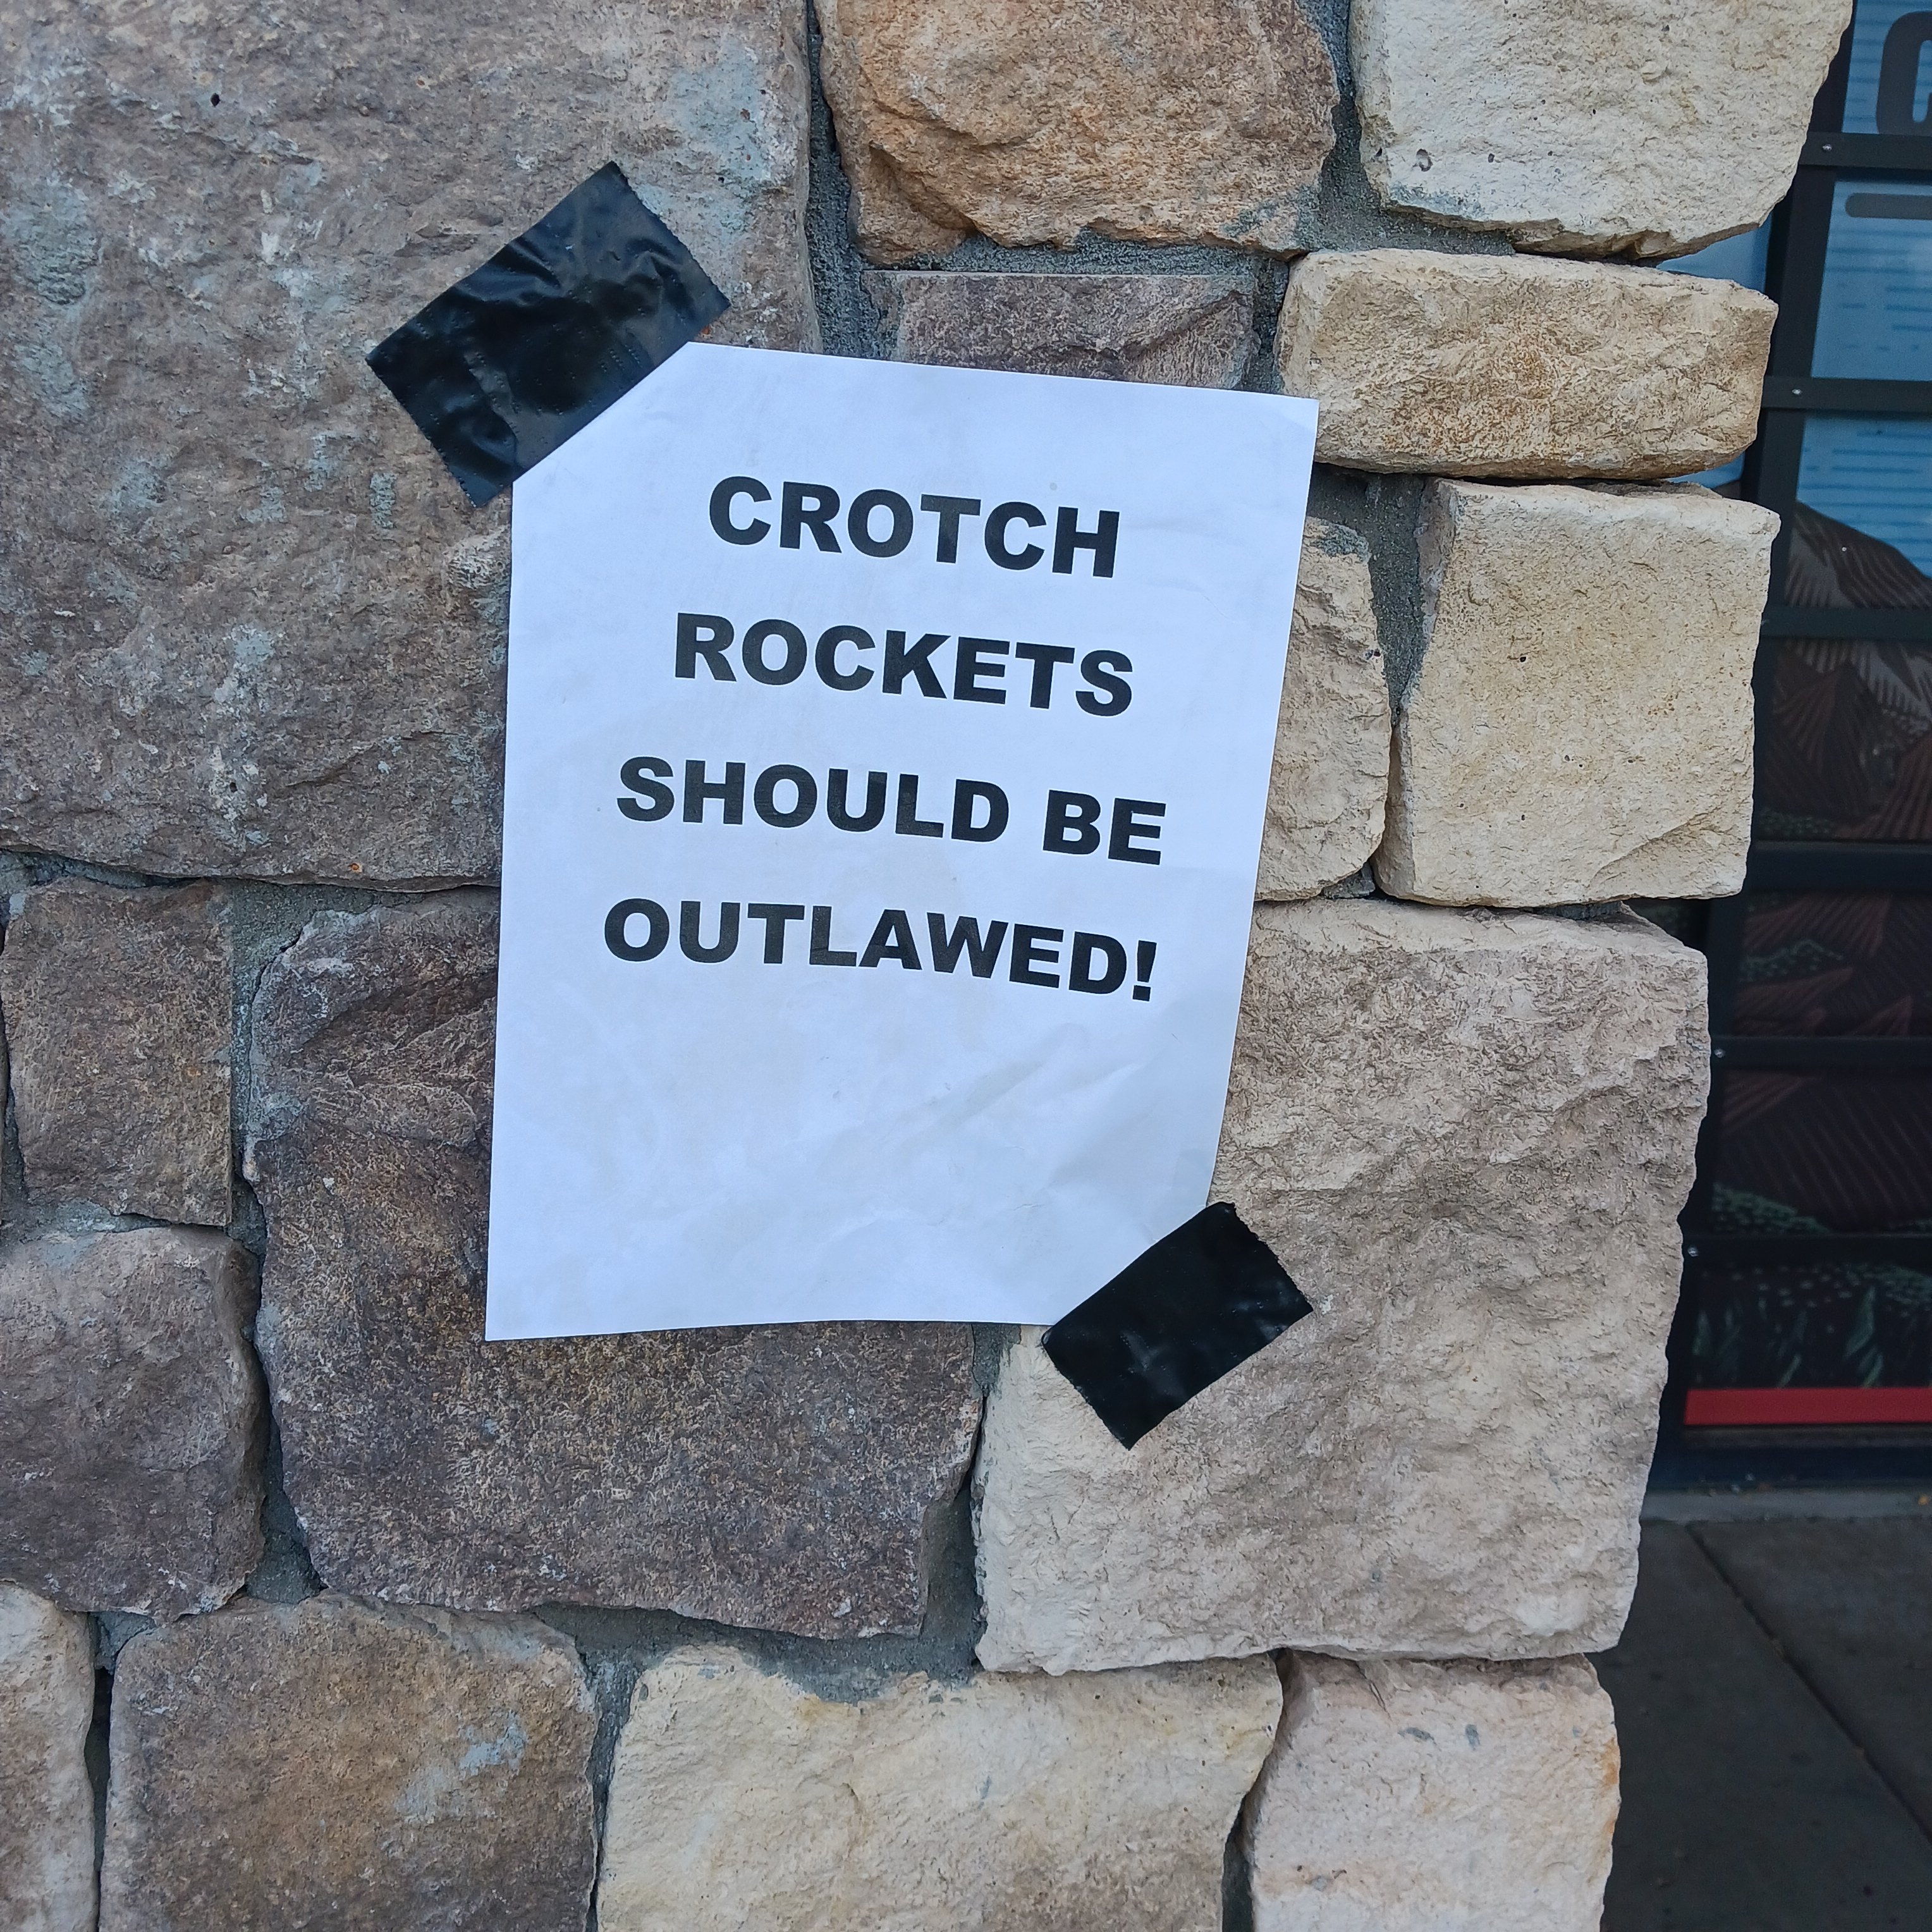 CROTCH
ROCKETS
SHOULD BE
OUTLAWED!